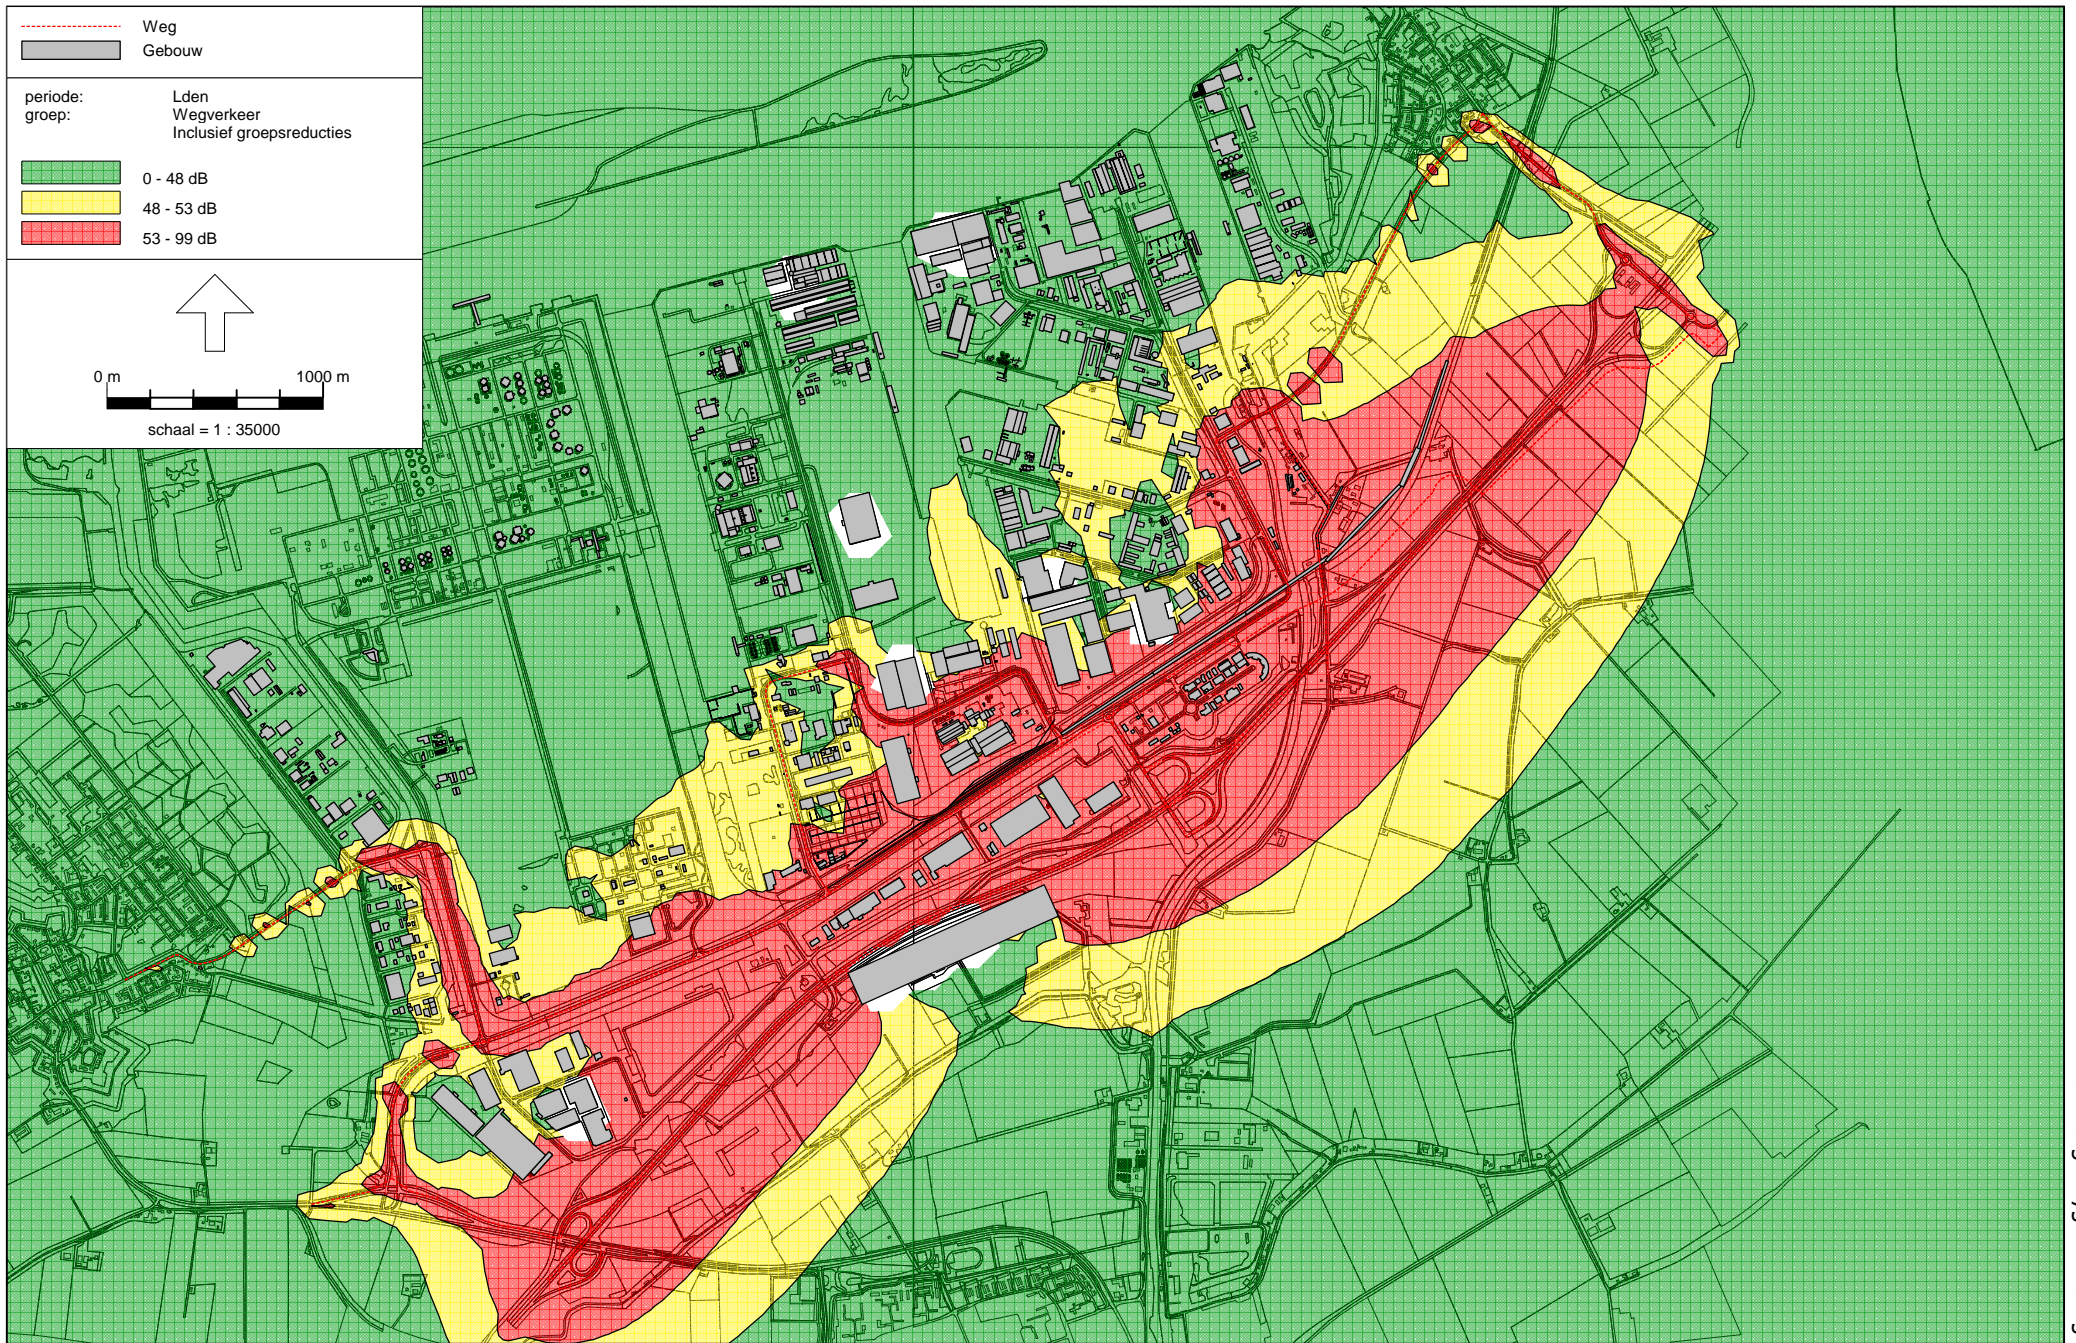 Weg
Gebouw
periode: Lden
groep: Wegverkeer
Inclusief groepsreducties
0 - 48 dB
48 - 53 dB
53 - 99 dB
0 m 1000 m
schaal = 1 : 35000